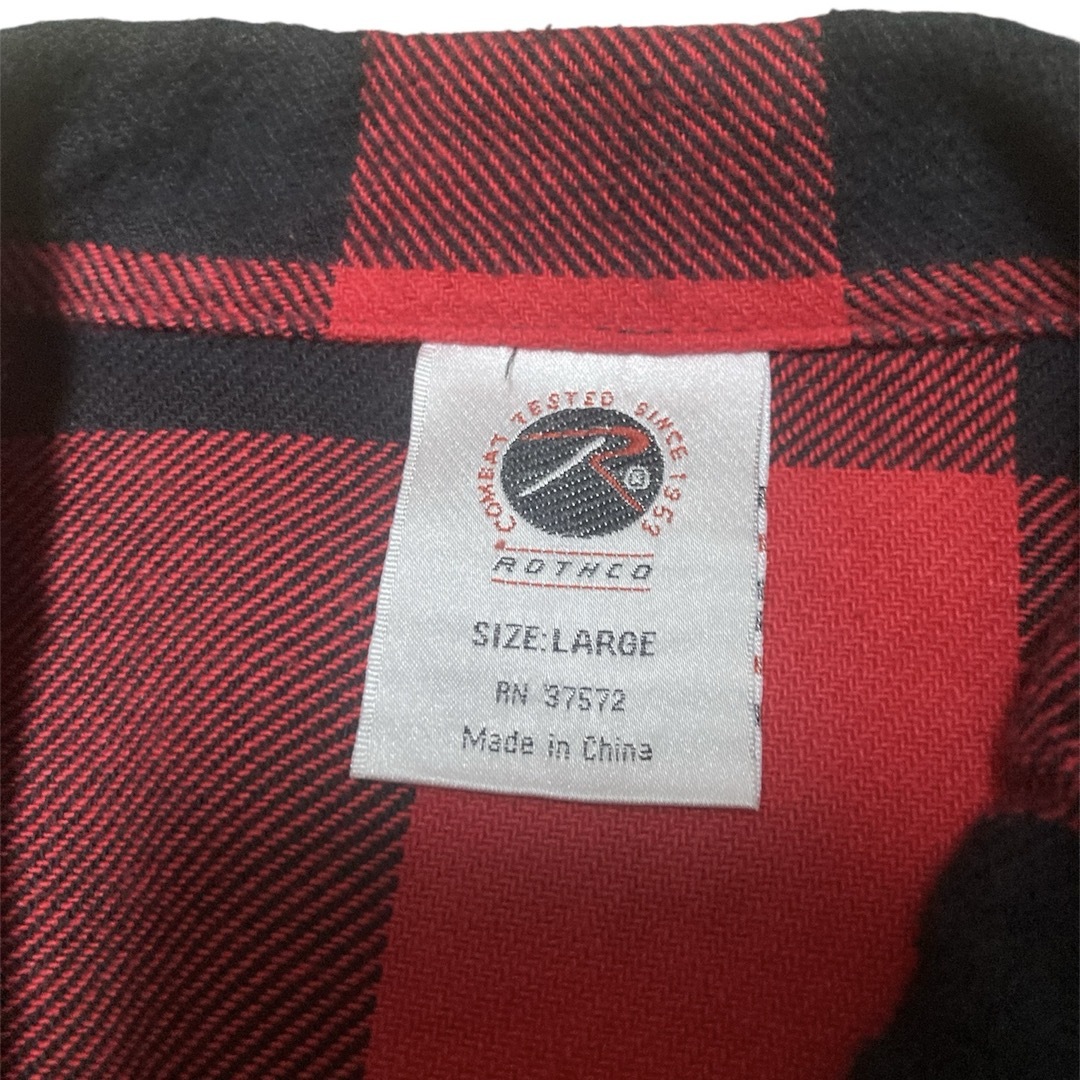 COMBAT TESTED SINCE 1953
R®
ROTHCO
SIZE:LARGE
RN 37572
Made in China